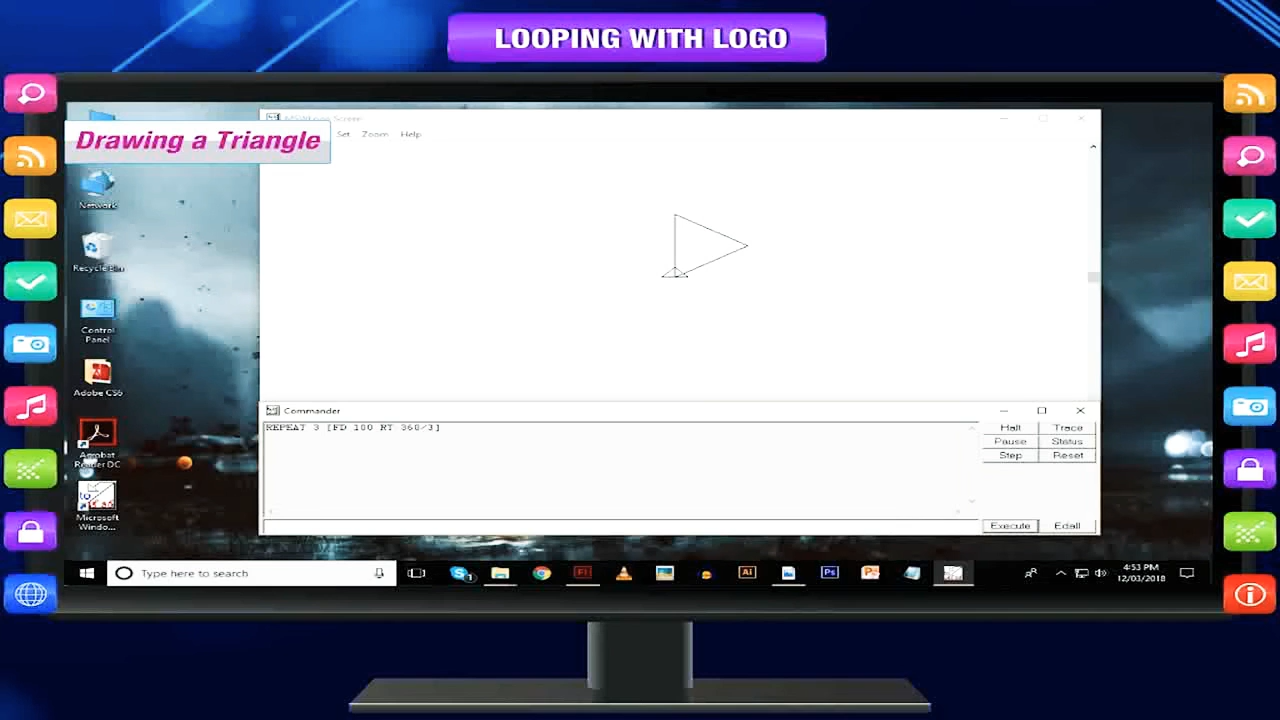 LOOPING WITH LOGO
Drawing a Triangle
Screen
Set Zoom Help
Network
Recycle Bin
Control
Panel
Adobe CS6
Acrobat
Reader DC
Microsoft
Windo...
Commander
REPEAT 3 [FD 100 RT 360/3]
Halt Trace
Pause Status
Step Reset
Execute Edall
Type here to search
4:53 PM
12/03/2018